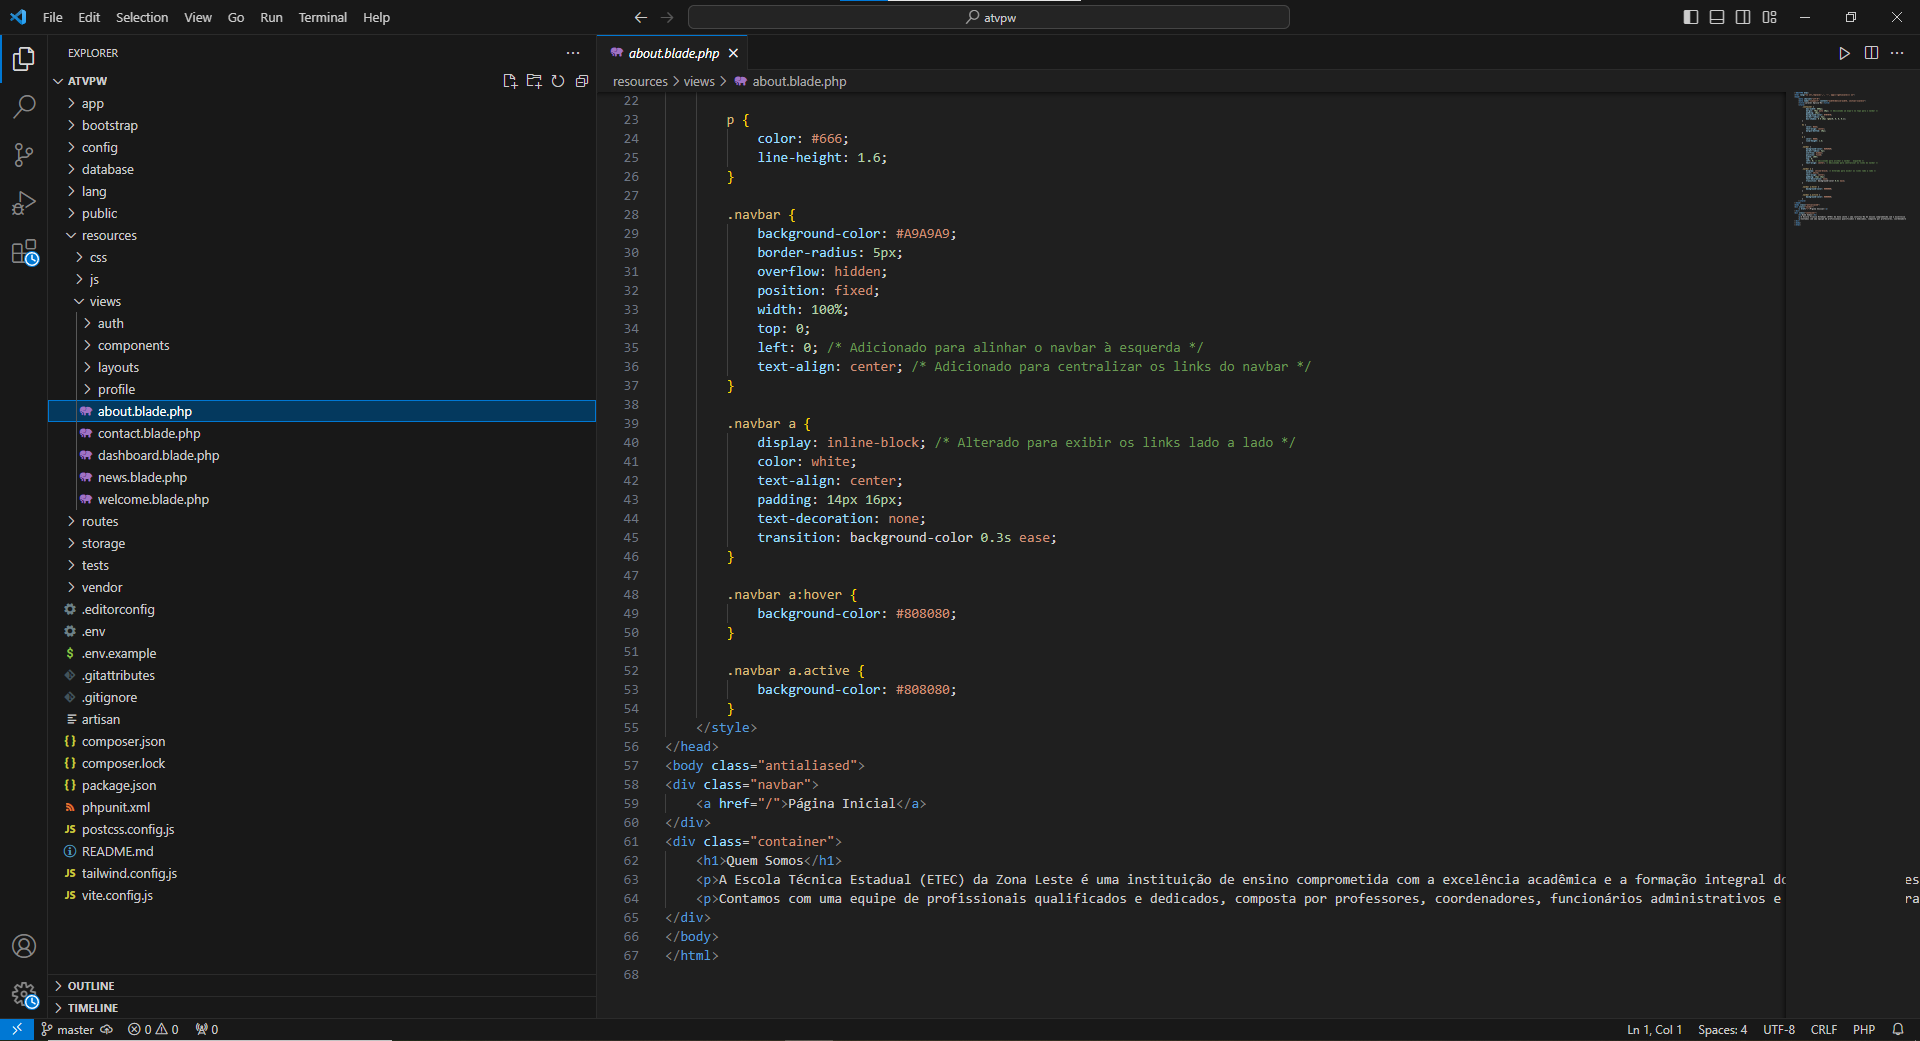 File Edit Selection View Go Run Terminal Help
atvpw
EXPLORER
ATVPW
app
bootstrap
config
database
lang
public
resources
css
js
views
auth
components
layouts
profile
about.blade.php
contact.blade.php
dashboard.blade.php
news.blade.php
welcome.blade.php
routes
storage
tests
vendor
.editorconfig
.env
$ .env.example
.gitattributes
.gitignore
artisan
{} composer.json
{} composer.lock
{} package.json
phpunit.xml
JS postcss.config.js
README.md
JS tailwind.config.js
JS vite.config.js
OUTLINE
TIMELINE
about.blade.php
resources > views > about.blade.php
22
23 p {
24 color: #666;
25 line-height: 1.6;
26 }
27
28 .navbar {
29 background-color: #A9A9A9;
30 border-radius: 5px;
31 overflow: hidden;
32 position: fixed;
33 width: 100%;
34 top: 0;
35 left: 0; /* Adicionado para alinhar o navbar à esquerda */
36 text-align: center; /* Adicionado para centralizar os links do navbar */
37 }
38
39 .navbar a {
40 display: inline-block; /* Alterado para exibir os links lado a lado */
41 color: white;
42 text-align: center;
43 padding: 14px 16px;
44 text-decoration: none;
45 transition: background-color 0.3s ease;
46 }
47
48 .navbar a:hover {
49 background-color: #808080;
50 }
51
52 .navbar a.active {
53 background-color: #808080;
54 }
55 </style>
56 </head>
57 <body class="antialiased">
58 <div class="navbar">
59 <a href="/">Página Inicial</a>
60 </div>
61 <div class="container">
62 <h1>Quem Somos</h1>
63 <p>A Escola Técnica Estadual (ETEC) da Zona Leste é uma instituição de ensino comprometida com a excelência acadêmica e a formação integral dc es
64 <p>Contamos com uma equipe de profissionais qualificados e dedicados, composta por professores, coordenadores, funcionários administrativos e ra
65 </div>
66 </body>
67 </html>
68
master 0 0 0
Ln 1, Col 1 Spaces: 4 UTF-8 CRLF PHP